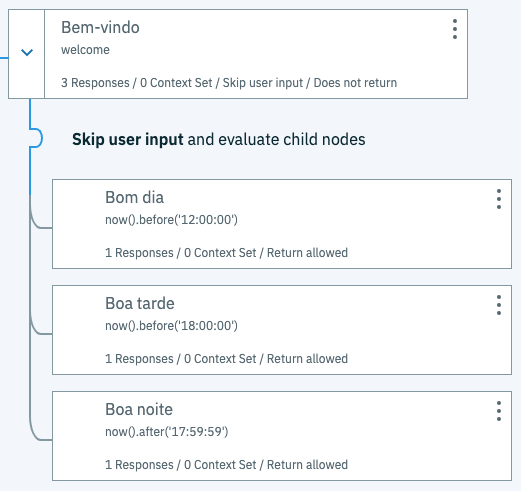 Bem-vindo
welcome
3 Responses / 0 Context Set / Skip user input / Does not return
Skip user input and evaluate child nodes
Bom dia
now().before('12:00:00')
1 Responses / 0 Context Set / Return allowed
Boa tarde
now().before('18:00:00')
1 Responses / 0 Context Set / Return allowed
Boa noite
now().after('17:59:59')
1 Responses / 0 Context Set / Return allowed